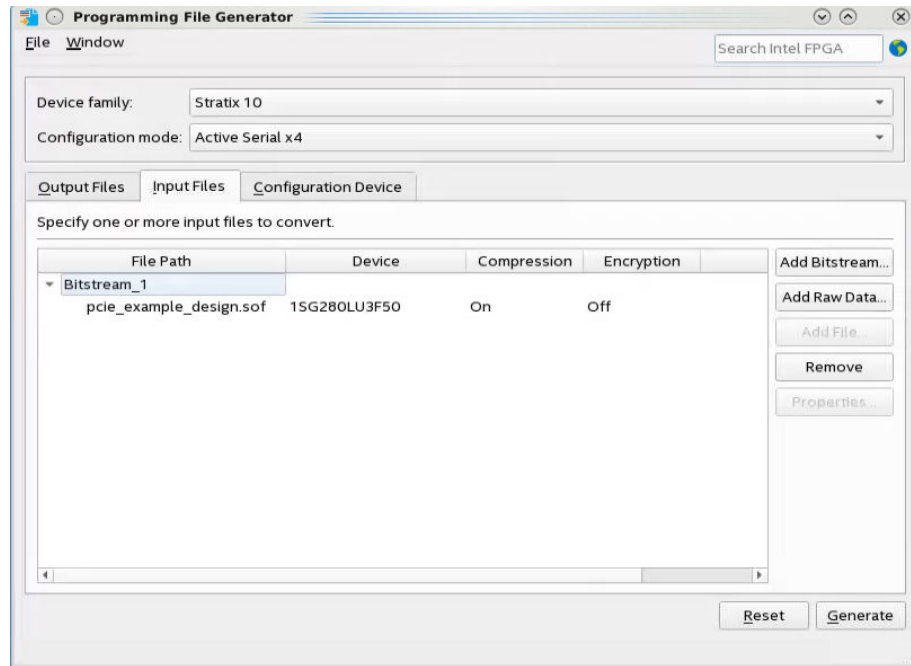 Programming File Generator
File Window
Search Intel FPGA
Device family: Stratix 10
Configuration mode: Active Serial x4
Output Files Input Files Configuration Device
Specify one or more input files to convert.
File Path Device Compression Encryption
Bitstream_1
pcie_example_design.sof 1SG280LU3F50 On Off
Add Bitstream...
Add Raw Data...
Add File...
Remove
Properties...
Reset Generate